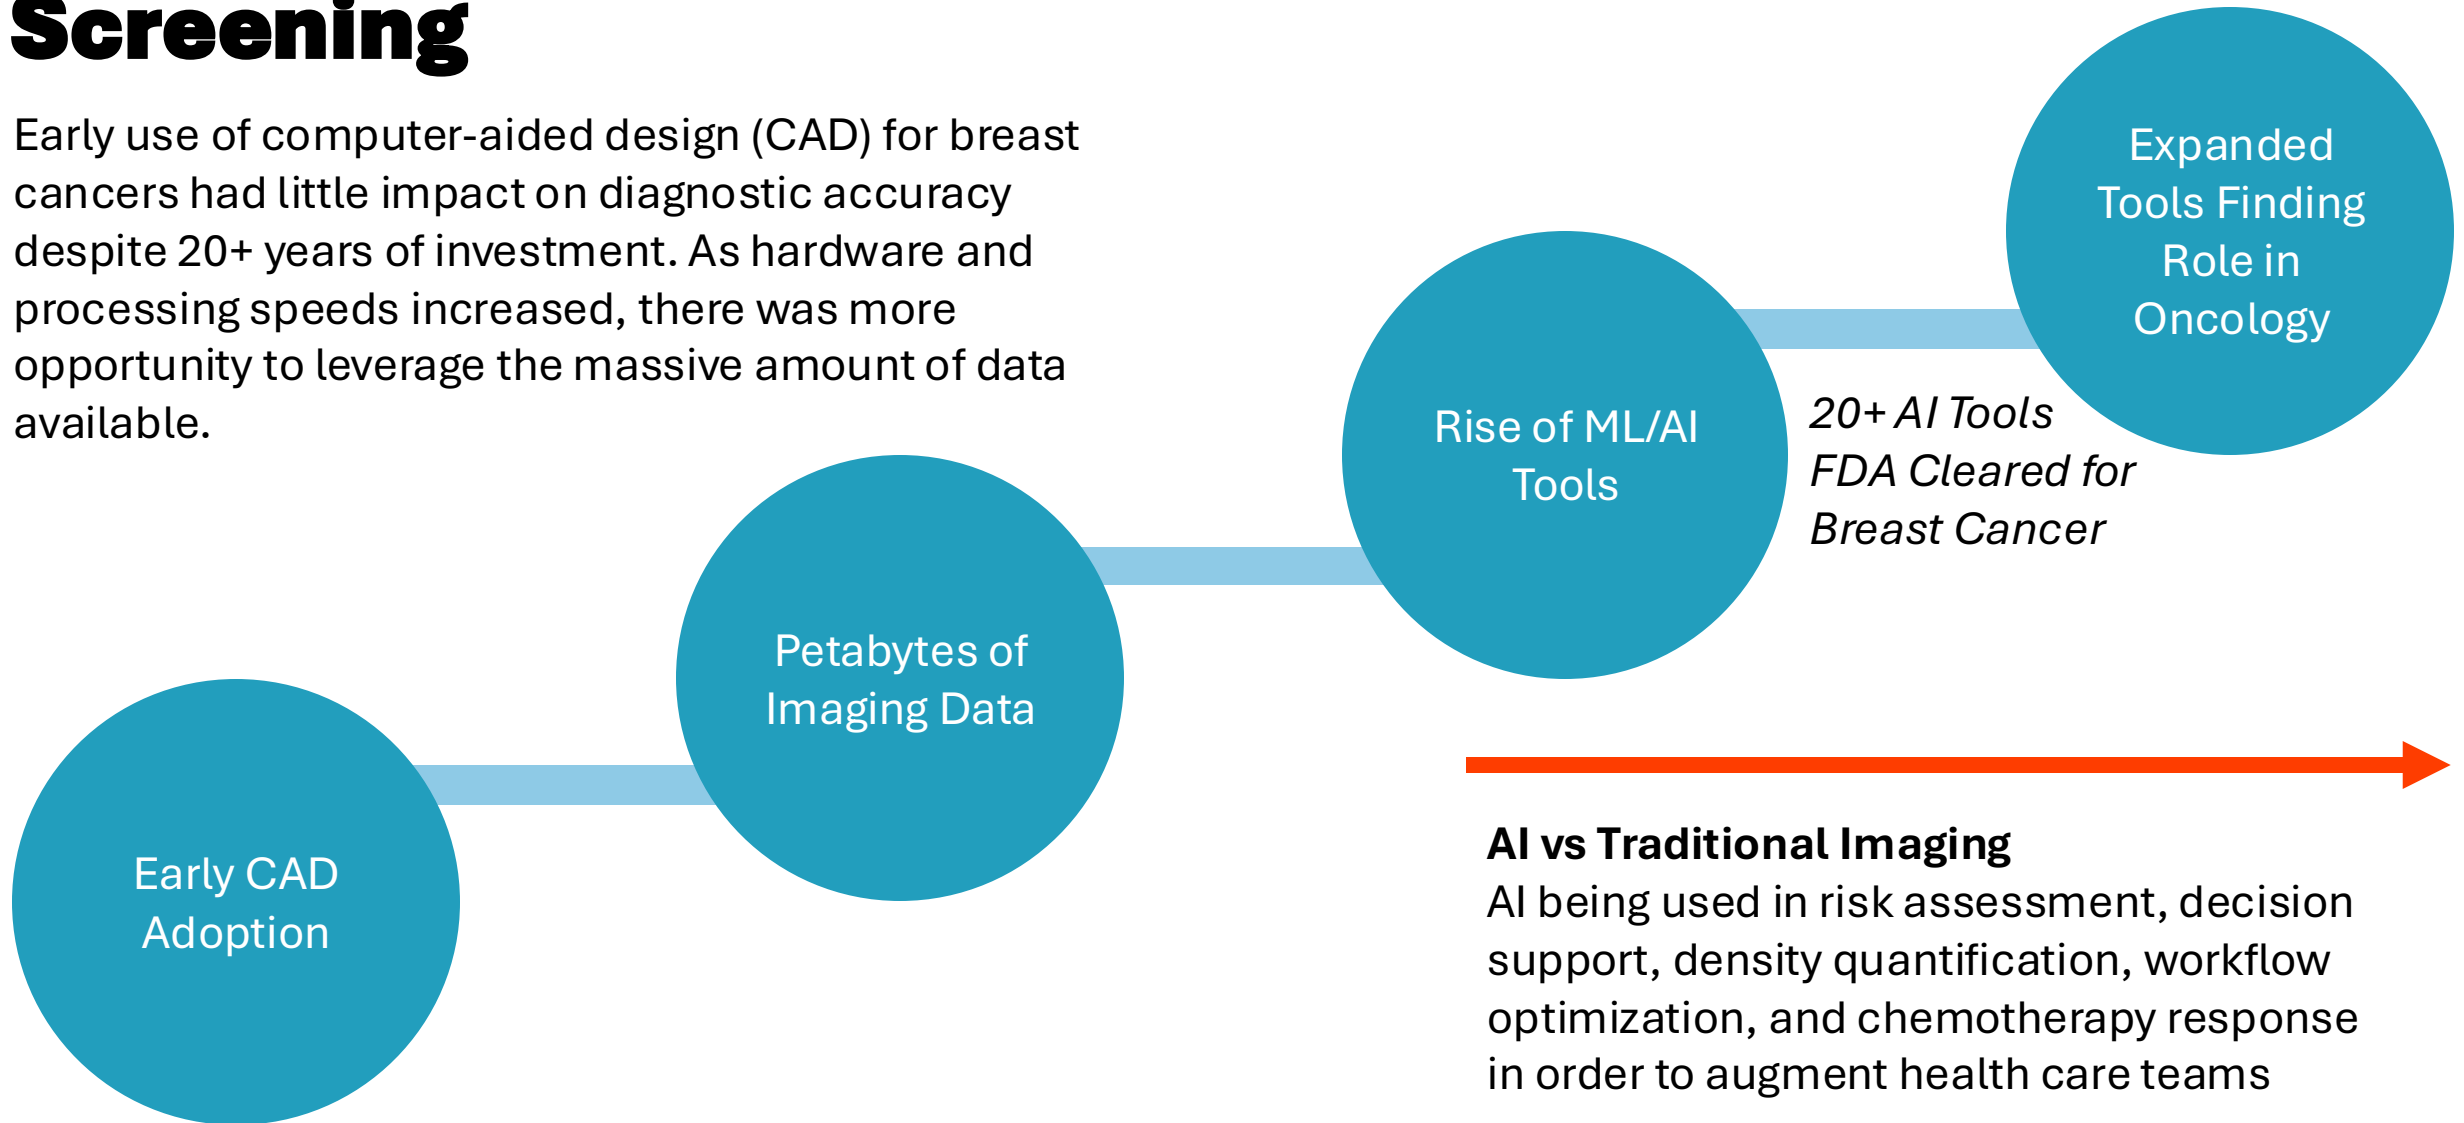 Screening
Early use of computer-aided design (CAD) for breast
cancers had little impact on diagnostic accuracy
despite 20+ years of investment. As hardware and
processing speeds increased, there was more
opportunity to leverage the massive amount of data
available.
Early CAD
Adoption
Petabytes of
Imaging Data
Rise of ML/AI
Tools
20+ AI Tools
FDA Cleared for
Breast Cancer
Expanded
Tools Finding
Role in
Oncology
AI vs Traditional Imaging
AI being used in risk assessment, decision
support, density quantification, workflow
optimization, and chemotherapy response
in order to augment health care teams